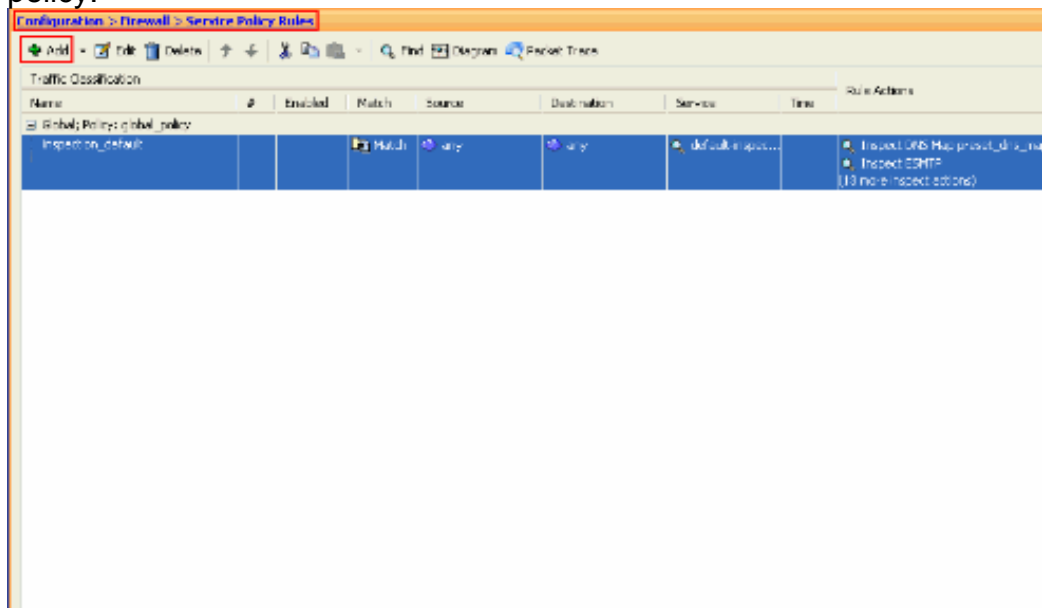 policy.
Configuration > Firewall > Service Policy Rules
Add Edit Delete Find Diagram Packet Trace
Traffic Classification
Rule Actions
Name # Enabled Match Source Destination Service Time
Global; Policy: global_policy
inspection_default Match any any default-inspec... Inspect DNS Map preset_dns_ma
Inspect ESMTP
(13 more inspect actions)